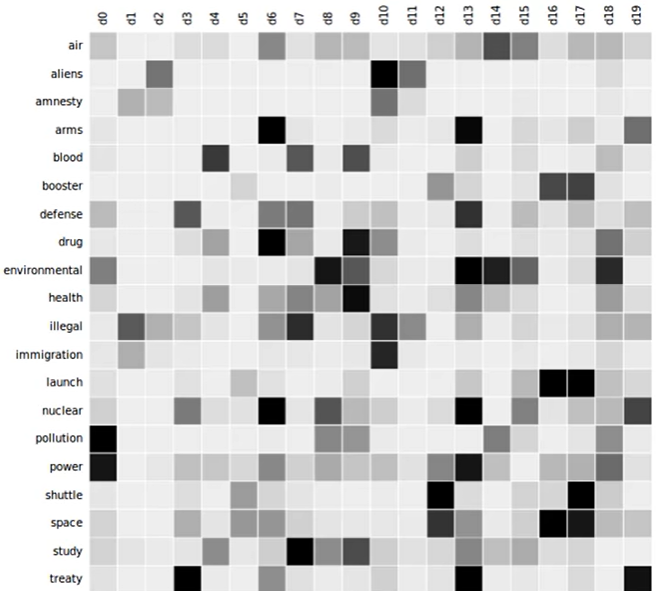 d0 d1 d2 d3 d4 d5 d6 d7 d8 d9 d10 d11 d12 d13 d14 d15 d16 d17 d18 d19
air
aliens
amnesty
arms
blood
booster
defense
drug
environmental
health
illegal
immigration
launch
nuclear
pollution
power
shuttle
space
study
treaty